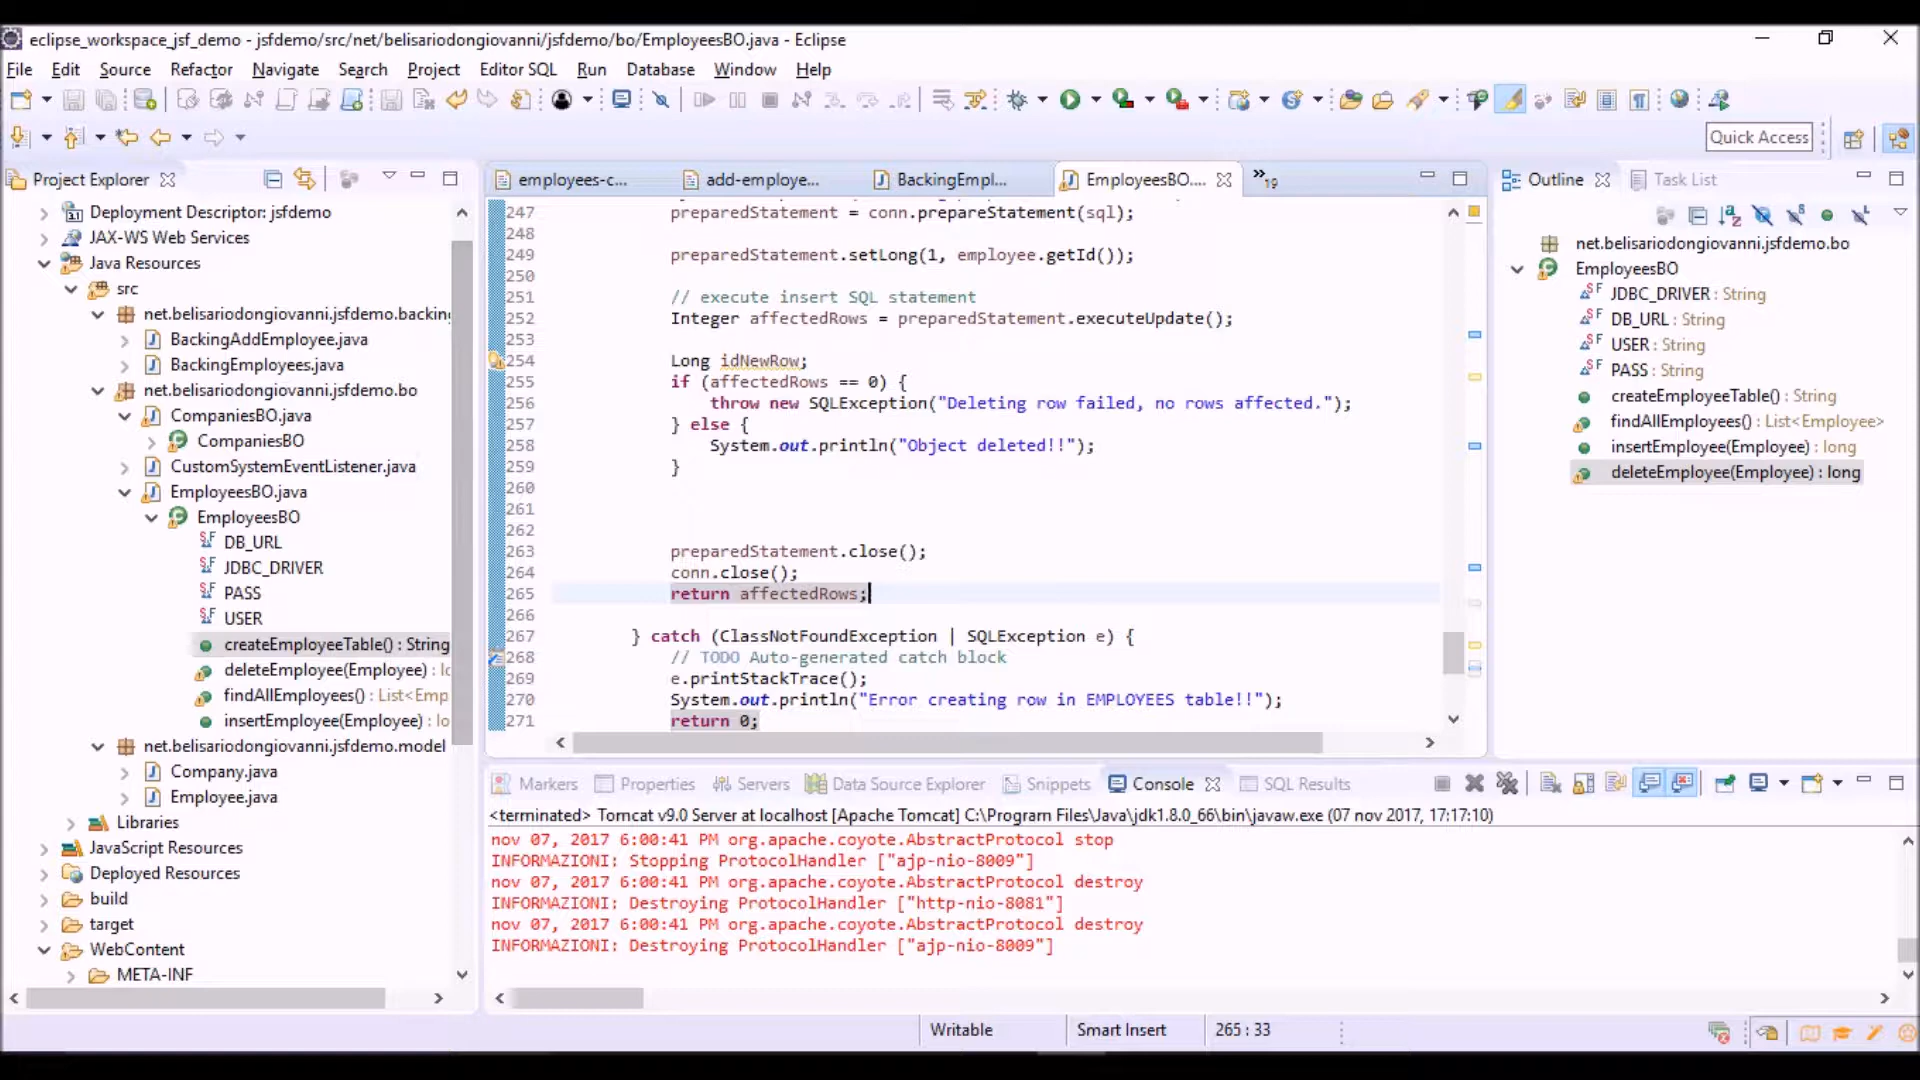 eclipse_workspace_jsf_demo - jsfdemo/src/net/belisariodongiovanni/jsfdemo/bo/EmployeesBO.java - Eclipse
File Edit Source Refactor Navigate Search Project Editor SQL Run Database Window Help
Quick Access
Project Explorer
Deployment Descriptor: jsfdemo
JAX-WS Web Services
Java Resources
src
net.belisariodongiovanni.jsfdemo.backing
BackingAddEmployee.java
BackingEmployees.java
net.belisariodongiovanni.jsfdemo.bo
CompaniesBO.java
CompaniesBO
CustomSystemEventListener.java
EmployeesBO.java
EmployeesBO
DB_URL
JDBC_DRIVER
PASS
USER
createEmployeeTable() : String
deleteEmployee(Employee) : lo
findAllEmployees() : List<Emp
insertEmployee(Employee) : lo
net.belisariodongiovanni.jsfdemo.model
Company.java
Employee.java
Libraries
JavaScript Resources
Deployed Resources
build
target
WebContent
META-INF
employees-c... add-employe... BackingEmpl... EmployeesBO.... »19
247 preparedStatement = conn.prepareStatement(sql);
248
249 preparedStatement.setLong(1, employee.getId());
250
251 // execute insert SQL statement
252 Integer affectedRows = preparedStatement.executeUpdate();
253
254 Long idNewRow;
255 if (affectedRows == 0) {
256 throw new SQLException("Deleting row failed, no rows affected.");
257 } else {
258 System.out.println("Object deleted!!");
259 }
260
261
262
263 preparedStatement.close();
264 conn.close();
265 return affectedRows;
266
267 } catch (ClassNotFoundException | SQLException e) {
268 // TODO Auto-generated catch block
269 e.printStackTrace();
270 System.out.println("Error creating row in EMPLOYEES table!!");
271 return 0;
Outline Task List
net.belisariodongiovanni.jsfdemo.bo
EmployeesBO
JDBC_DRIVER : String
DB_URL : String
USER : String
PASS : String
createEmployeeTable() : String
findAllEmployees() : List<Employee>
insertEmployee(Employee) : long
deleteEmployee(Employee) : long
Markers Properties Servers Data Source Explorer Snippets Console SQL Results
<terminated> Tomcat v9.0 Server at localhost [Apache Tomcat] C:\Program Files\Java\jdk1.8.0_66\bin\javaw.exe (07 nov 2017, 17:17:10)
nov 07, 2017 6:00:41 PM org.apache.coyote.AbstractProtocol stop
INFORMAZIONI: Stopping ProtocolHandler ["ajp-nio-8009"]
nov 07, 2017 6:00:41 PM org.apache.coyote.AbstractProtocol destroy
INFORMAZIONI: Destroying ProtocolHandler ["http-nio-8081"]
nov 07, 2017 6:00:41 PM org.apache.coyote.AbstractProtocol destroy
INFORMAZIONI: Destroying ProtocolHandler ["ajp-nio-8009"]
Writable Smart Insert 265 : 33